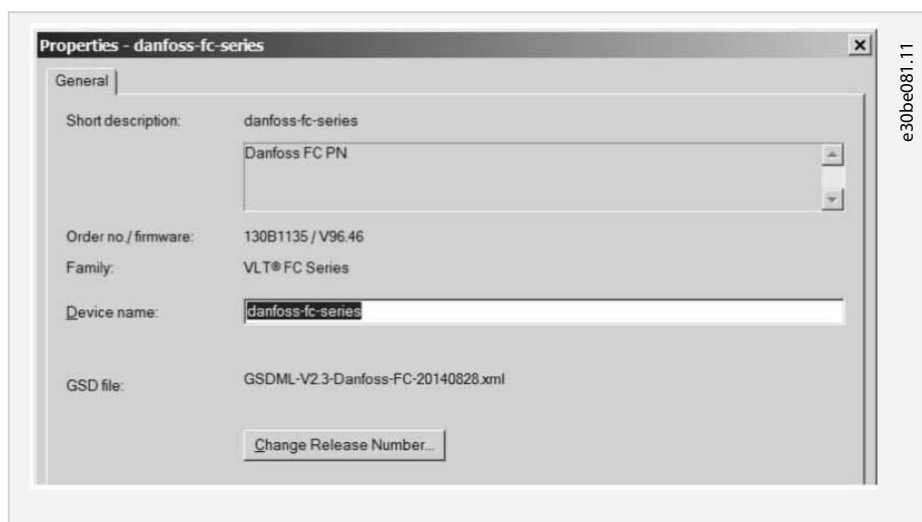 Properties - danfoss-fc-series
General
Short description: danfoss-fc-series
Danfoss FC PN
Order no./ firmware: 130B1135 / V96.46
Family: VLT® FC Series
Device name: danfoss-fc-series
GSD file: GSDML-V2.3-Danfoss-FC-20140828.xml
Change Release Number...
e30be081.11